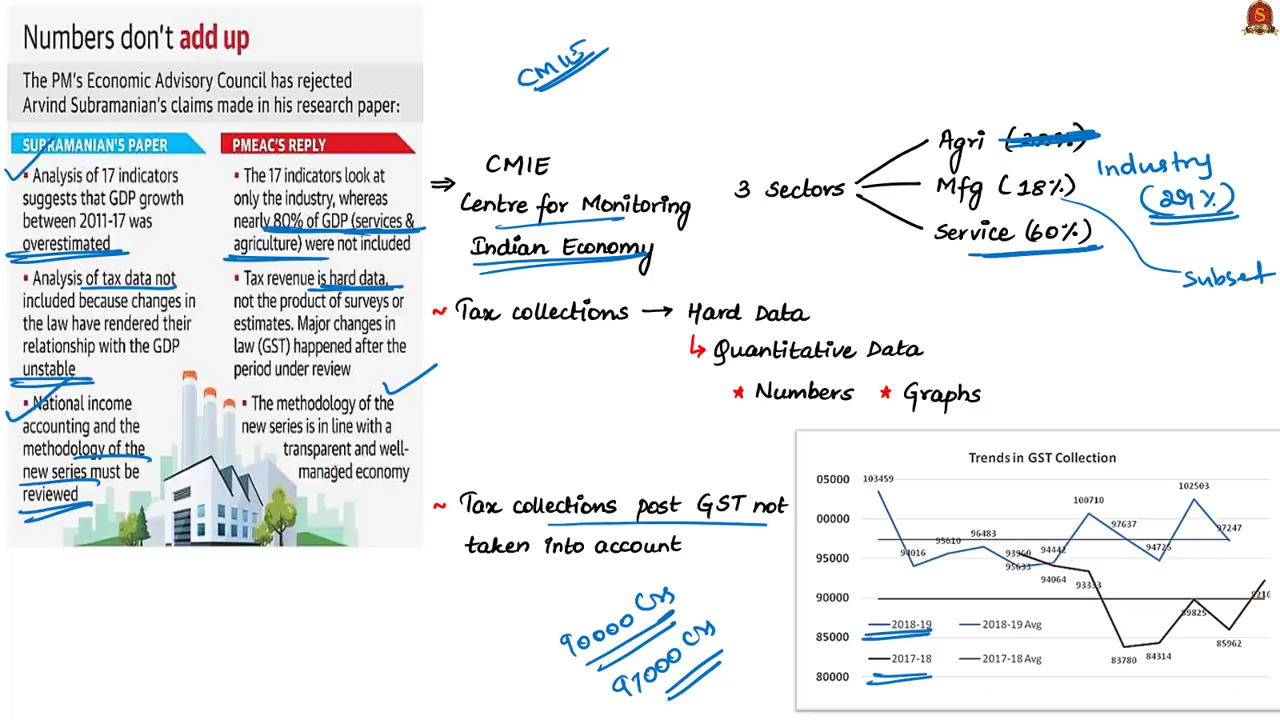 Numbers don't add up
The PM's Economic Advisory Council has rejected
Arvind Subramanian's claims made in his research paper:
SUBRAMANIAN'S PAPER
▪ Analysis of 17 indicators
suggests that GDP growth
between 2011-17 was
overestimated
▪ Analysis of tax data not
included because changes in
the law have rendered their
relationship with the GDP
unstable
▪ National income
accounting and the
methodology of the
new series must be
reviewed
PMEAC'S REPLY
▪ The 17 indicators look at
only the industry, whereas
nearly 80% of GDP (services &
agriculture) were not included
▪ Tax revenue is hard data,
not the product of surveys or
estimates. Major changes in
law (GST) happened after the
period under review
▪ The methodology of the
new series is in line with a
transparent and well-
managed economy
CMIE
⇒ CMIE
Centre for Monitoring
Indian Economy
3 sectors
Agri
Mfg (18%)
Service (60%)
Industry
(29%)
Subset
~ Tax collections → Hard Data
↳ Quantitative Data
* Numbers * Graphs
~ Tax collections post GST not
taken into account
90000 Crs
97000 Crs
Trends in GST Collection
05000
00000
95000
90000
85000
80000
103459
94016
95610
96483
93960
95633
94442
94064
100710
93333
97637
94725
102503
97247
83780
84314
89825
85962
9216
2018-19
2018-19 Avg
2017-18
2017-18 Avg
S